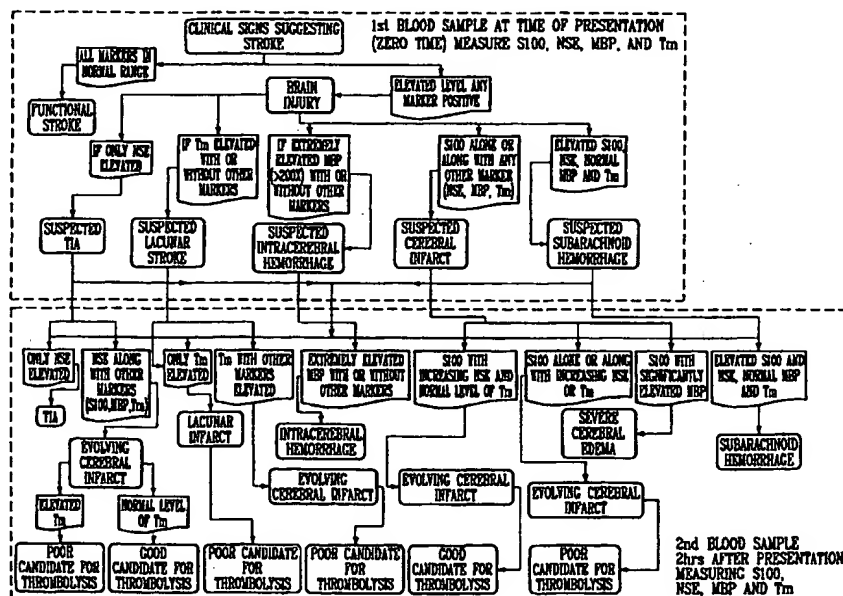 CLINICAL SIGNS SUGGESTING
STROKE
1st BLOOD SAMPLE AT TIME OF PRESENTATION
(ZERO TIME) MEASURE S100, NSE, MBP, AND Tm
ALL MARKERS IN
NORMAL RANGE
ELEVATED LEVEL ANY
MARKER POSITIVE
BRAIN
INJURY
FUNCTIONAL
STROKE
IF ONLY NSE
ELEVATED
IF Tm ELEVATED
WITH OR
WITHOUT OTHER
MARKERS
IF EXTREMELY
ELEVATED MBP
(>200X) WITH OR
WITHOUT OTHER
MARKERS
S100 ALONE OR
ALONG WITH ANY
OTHER MARKER
(NSE, MBP, Tm)
ELEVATED S100,
NSE, NORMAL
MBP AND Tm
SUSPECTED
TIA
SUSPECTED
LACUNAR
STROKE
SUSPECTED
INTRACEREBRAL
HEMORRHAGE
SUSPECTED
CEREBRAL
INFARCT
SUSPECTED
SUBARACHNOID
HEMORRHAGE
ONLY NSE
ELEVATED
NSE ALONG
WITH OTHER
MARKERS
(S100,MBP,Tm)
ONLY Tm
ELEVATED
Tm WITH OTHER
MARKERS
ELEVATED
EXTREMELY ELEVATED
MBP WITH OR WITHOUT
OTHER MARKERS
S100 WITH
INCREASING NSE AND
NORMAL LEVEL OF Tm
S100 ALONE OR ALONG
WITH INCREASING NSE
OR Tm
S100 WITH
SIGNIFICANTLY
ELEVATED MBP
ELEVATED S100 AND
NSE, NORMAL MBP
AND Tm
TIA
LACUNAR
INFARCT
INTRACEREBRAL
HEMORRHAGE
SEVERE
CEREBRAL
EDEMA
SUBARACHNOID
HEMORRHAGE
EVOLVING
CEREBRAL
INFARCT
EVOLVING
CEREBRAL INFARCT
EVOLVING CEREBRAL
INFARCT
EVOLVING CEREBRAL
INFARCT
ELEVATED
Tm
NORMAL LEVEL
OF Tm
POOR
CANDIDATE FOR
THROMBOLYSIS
GOOD
CANDIDATE FOR
THROMBOLYSIS
POOR CANDIDATE
FOR
THROMBOLYSIS
POOR CANDIDATE
FOR
THROMBOLYSIS
GOOD
CANDIDATE FOR
THROMBOLYSIS
POOR
CANDIDATE FOR
THROMBOLYSIS
2nd BLOOD SAMPLE
2hrs AFTER PRESENTATION
MEASURING S100,
NSE, MBP AND Tm